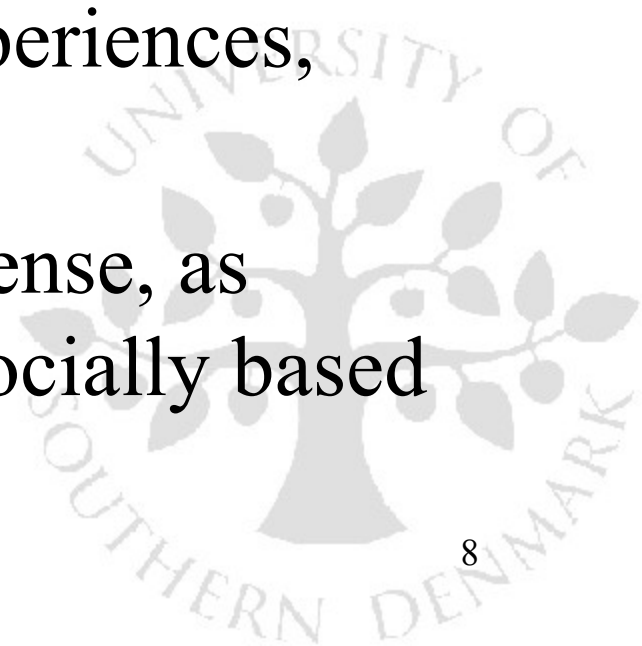 periences,
UNIVERSITY OF
ense, as
ocially based
8
SOUTHERN DENMARK